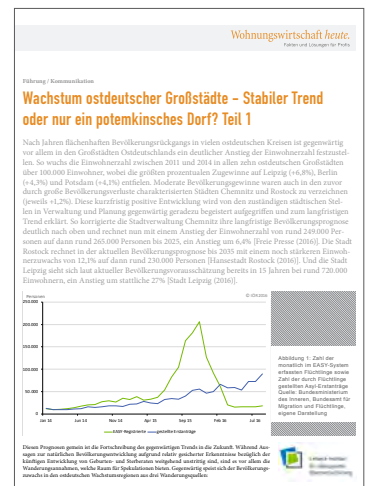 Wohnungswirtschaft heute.
Fakten und Lösungen für Profis
Führung / Kommunikation
Wachstum ostdeutscher Großstädte – Stabiler Trend
oder nur ein potemkinsches Dorf? Teil 1
Nach Jahren flächenhaften Bevölkerungsrückgangs in vielen ostdeutschen Kreisen ist gegenwärtig
vor allem in den Großstädten Ostdeutschlands ein deutlicher Anstieg der Einwohnerzahl festzustel-
len. So wuchs die Einwohnerzahl zwischen 2011 und 2014 in allen zehn ostdeutschen Großstädten
über 100.000 Einwohner, wobei die größten prozentualen Zugewinne auf Leipzig (+6,8%), Berlin
(+4,3%) und Potsdam (+4,1%) entfielen. Moderate Bevölkerungsgewinne waren auch in den zuvor
durch große Bevölkerungsverluste charakterisierten Städten Chemnitz und Rostock zu verzeichnen
(jeweils +1,2%). Diese kurzfristig positive Entwicklung wird von den zuständigen städtischen Stel-
len in Verwaltung und Planung gegenwärtig geradezu begeistert aufgegriffen und zum langfristigen
Trend erklärt. So korrigierte die Stadtverwaltung Chemnitz ihre langfristige Bevölkerungsprognose
deutlich nach oben und rechnet nun mit einem Anstieg der Einwohnerzahl von rund 249.000 Per-
sonen auf dann rund 265.000 Personen bis 2025, ein Anstieg um 6,4% [Freie Presse (2016)]. Die Stadt
Rostock rechnet in der aktuellen Bevölkerungsprognose bis 2035 mit einem noch stärkeren Einwoh-
nerzuwachs von 12,1% auf dann rund 230.000 Personen [Hansestadt Rostock (2016)]. Und die Stadt
Leipzig sieht sich laut aktueller Bevölkerungsvorausschätzung bereits in 15 Jahren bei rund 720.000
Einwohnern, ein Anstieg um stattliche 27% [Stadt Leipzig (2016)].
Personen
250.000
200.000
150.000
100.000
50.000
0
Jan 14
Jun 14
Nov 14
Apr 15
Sep 15
Feb 16
Jul 16
EASY-Registrierte
gestellte Erstanträge
Abbildung 1: Zahl der
monatlich im EASY-System
erfassten Flüchtlinge sowie
Zahl der durch Flüchtlinge
gestellten Asyl-Erstanträge
Quelle: Bundesministerium
des Inneren, Bundesamt für
Migration und Flüchtlinge,
eigene Darstellung
Diesen Prognosen gemein ist die Fortschreibung des gegenwärtigen Trends in die Zukunft. Während Aus-
sagen zur natürlichen Bevölkerungsentwicklung aufgrund relativ gesicherter Erkenntnisse bezüglich der
künftigen Entwicklung von Geburten- und Sterberaten weitgehend unstrittig sind, sind es vor allem die
Wanderungsannahmen, welche Raum für Spekulationen bieten. Gegenwärtig speist sich der Bevölkerungs-
zuwachs in den ostdeutschen Wachstumsregionen aus drei Wanderungsquellen: